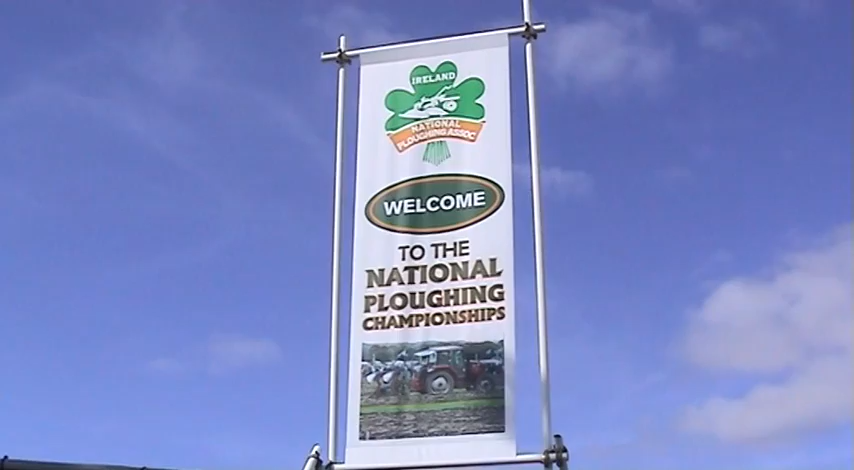 IRELAND
NATIONAL
PLOUGHING ASSOC
WELCOME
TO THE
NATIONAL
PLOUGHING
CHAMPIONSHIPS